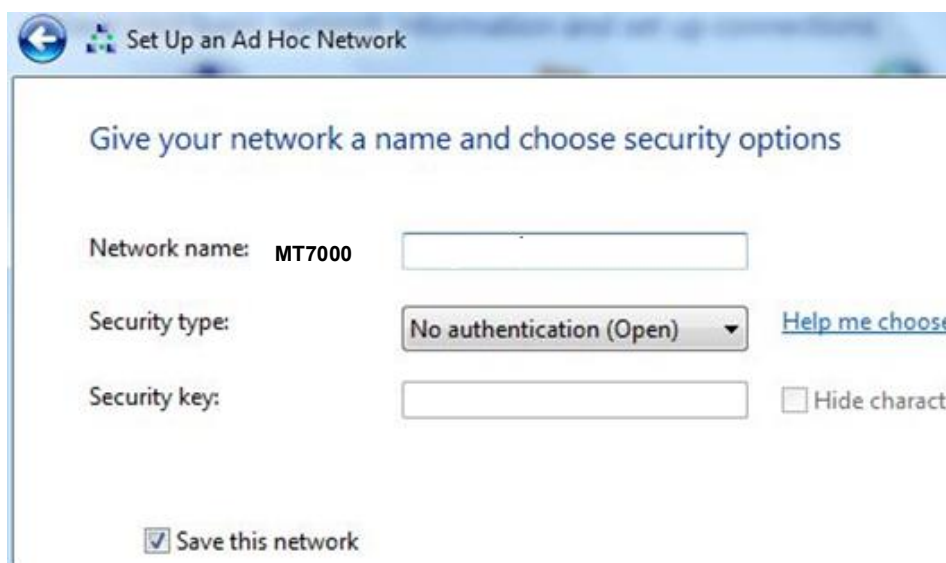 Set Up an Ad Hoc Network
Give your network a name and choose security options
Network name: MT7000
Security type: No authentication (Open) Help me choose
Security key: Hide charact
Save this network